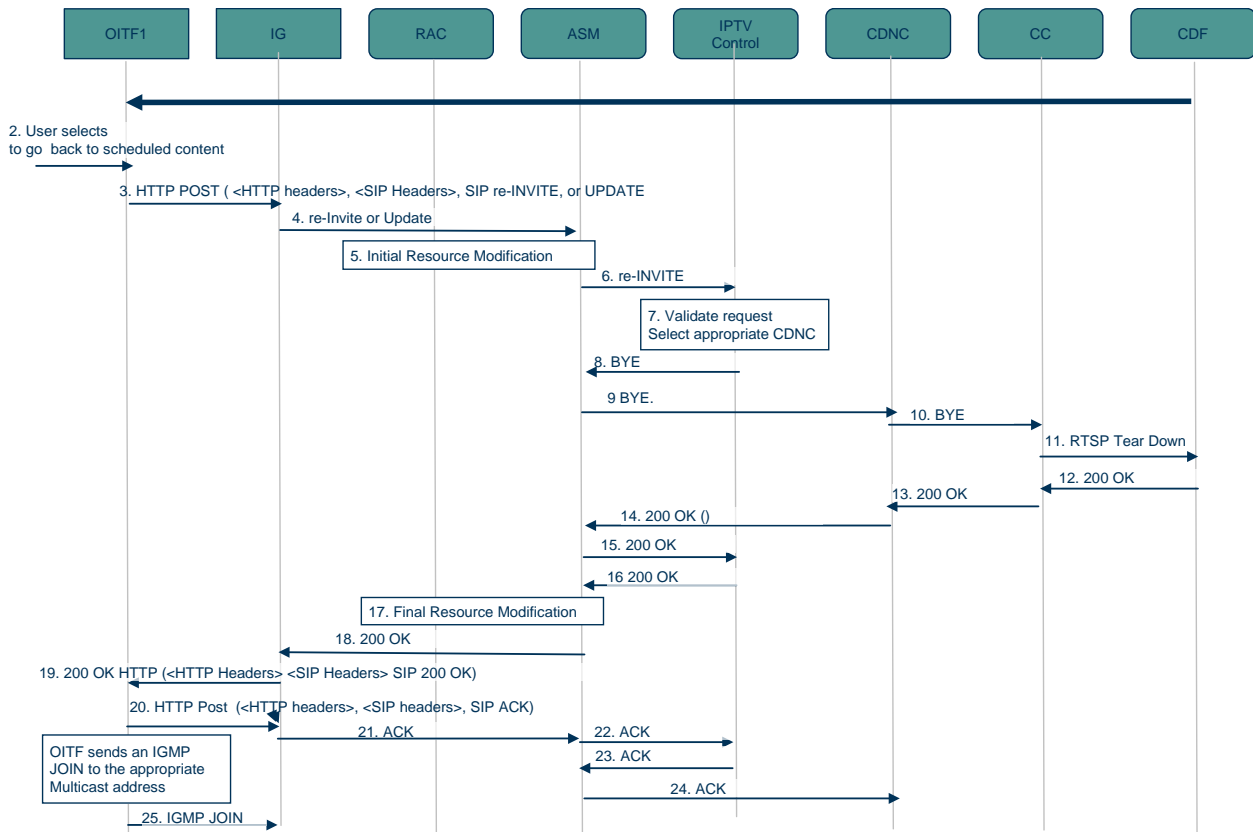 OITF1
IG
RAC
ASM
IPTV
Control
CDNC
CC
CDF
2. User selects
to go back to scheduled content
3. HTTP POST ( <HTTP headers>, <SIP Headers>, SIP re-INVITE, or UPDATE
4. re-Invite or Update
5. Initial Resource Modification
6. re-INVITE
7. Validate request
Select appropriate CDNC
8. BYE
9 BYE.
10. BYE
11. RTSP Tear Down
12. 200 OK
13. 200 OK
14. 200 OK ()
15. 200 OK
16 200 OK
17. Final Resource Modification
18. 200 OK
19. 200 OK HTTP (<HTTP Headers> <SIP Headers> SIP 200 OK)
20. HTTP Post (<HTTP headers>, <SIP headers>, SIP ACK)
21. ACK
22. ACK
23. ACK
OITF sends an IGMP
JOIN to the appropriate
Multicast address
24. ACK
25. IGMP JOIN